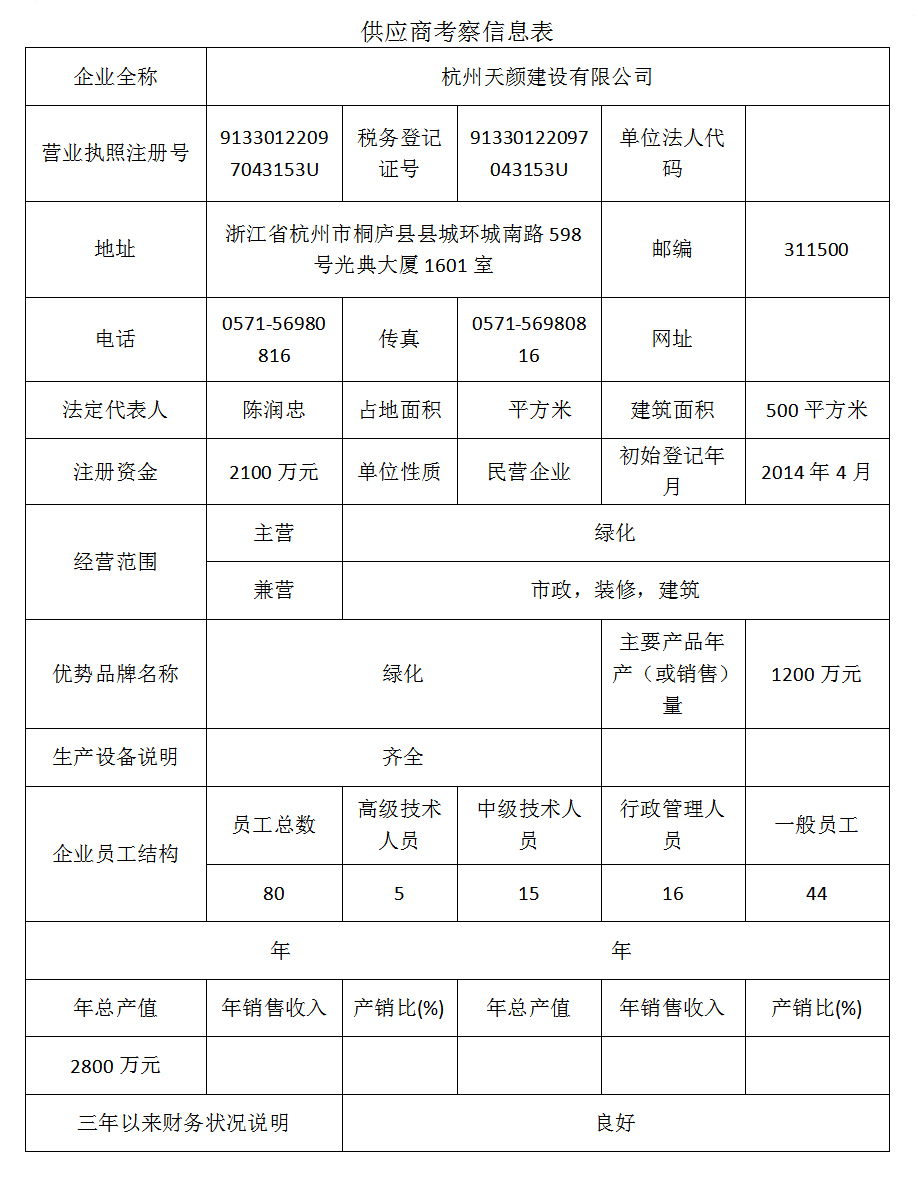 供应商考察信息表
企业全称
杭州天颜建设有限公司
营业执照注册号
9133012209
7043153U
税务登记
证号
91330122097
043153U
单位法人代
码
地址
浙江省杭州市桐庐县县城环城南路 598
号光典大厦 1601 室
邮编
311500
电话
0571-56980
816
传真
0571-569808
16
网址
法定代表人
陈润忠
占地面积
平方米
建筑面积
500 平方米
注册资金
2100 万元
单位性质
民营企业
初始登记年
月
2014 年 4 月
经营范围
主营
绿化
兼营
市政，装修，建筑
优势品牌名称
绿化
主要产品年
产（或销售）
量
1200 万元
生产设备说明
齐全
企业员工结构
员工总数
高级技术
人员
中级技术人
员
行政管理人
员
一般员工
80
5
15
16
44
年
年
年总产值
年销售收入
产销比(%)
年总产值
年销售收入
产销比(%)
2800 万元
三年以来财务状况说明
良好